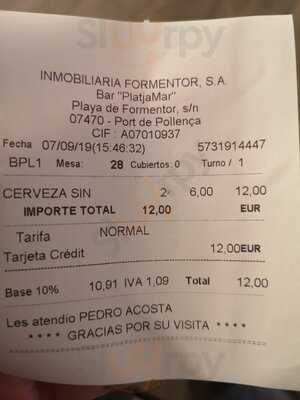 Sluurpy
INMOBILIARIA FORMENTOR, S.A.
Bar "PlatjaMar"
Playa de Formentor, s/n
07470 - Port de Pollença
CIF : A07010937
Fecha 07/09/19(15:46:32) 5731914447
BPL1 Mesa: 28 Cubiertos: 0 Turno / 1
CERVEZA SIN 2 6,00 12,00
IMPORTE TOTAL 12,00 EUR
Tarifa NORMAL
Tarjeta Crédit 12,00EUR
Base 10% 10,91 IVA 1,09 Total 12,00
Les atendio PEDRO ACOSTA
**** GRACIAS POR SU VISITA ****